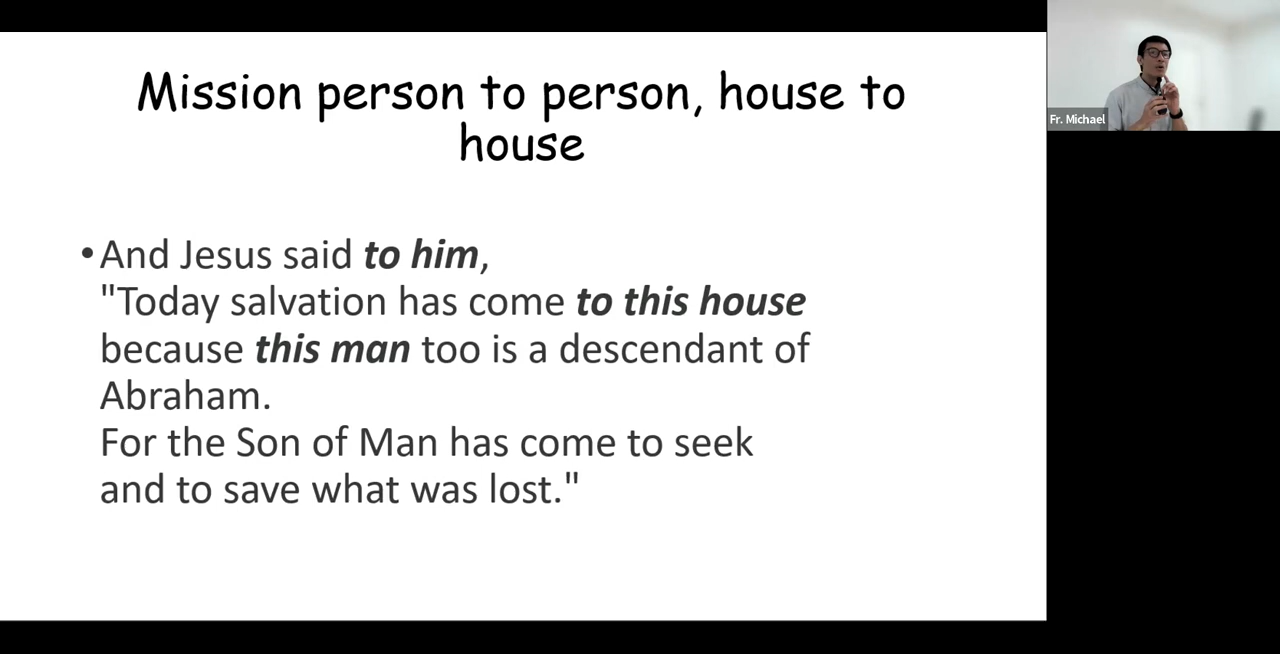 Mission person to person, house to
house
•And Jesus said to him,
"Today salvation has come to this house
because this man too is a descendant of
Abraham.
For the Son of Man has come to seek
and to save what was lost."
Fr. Michael